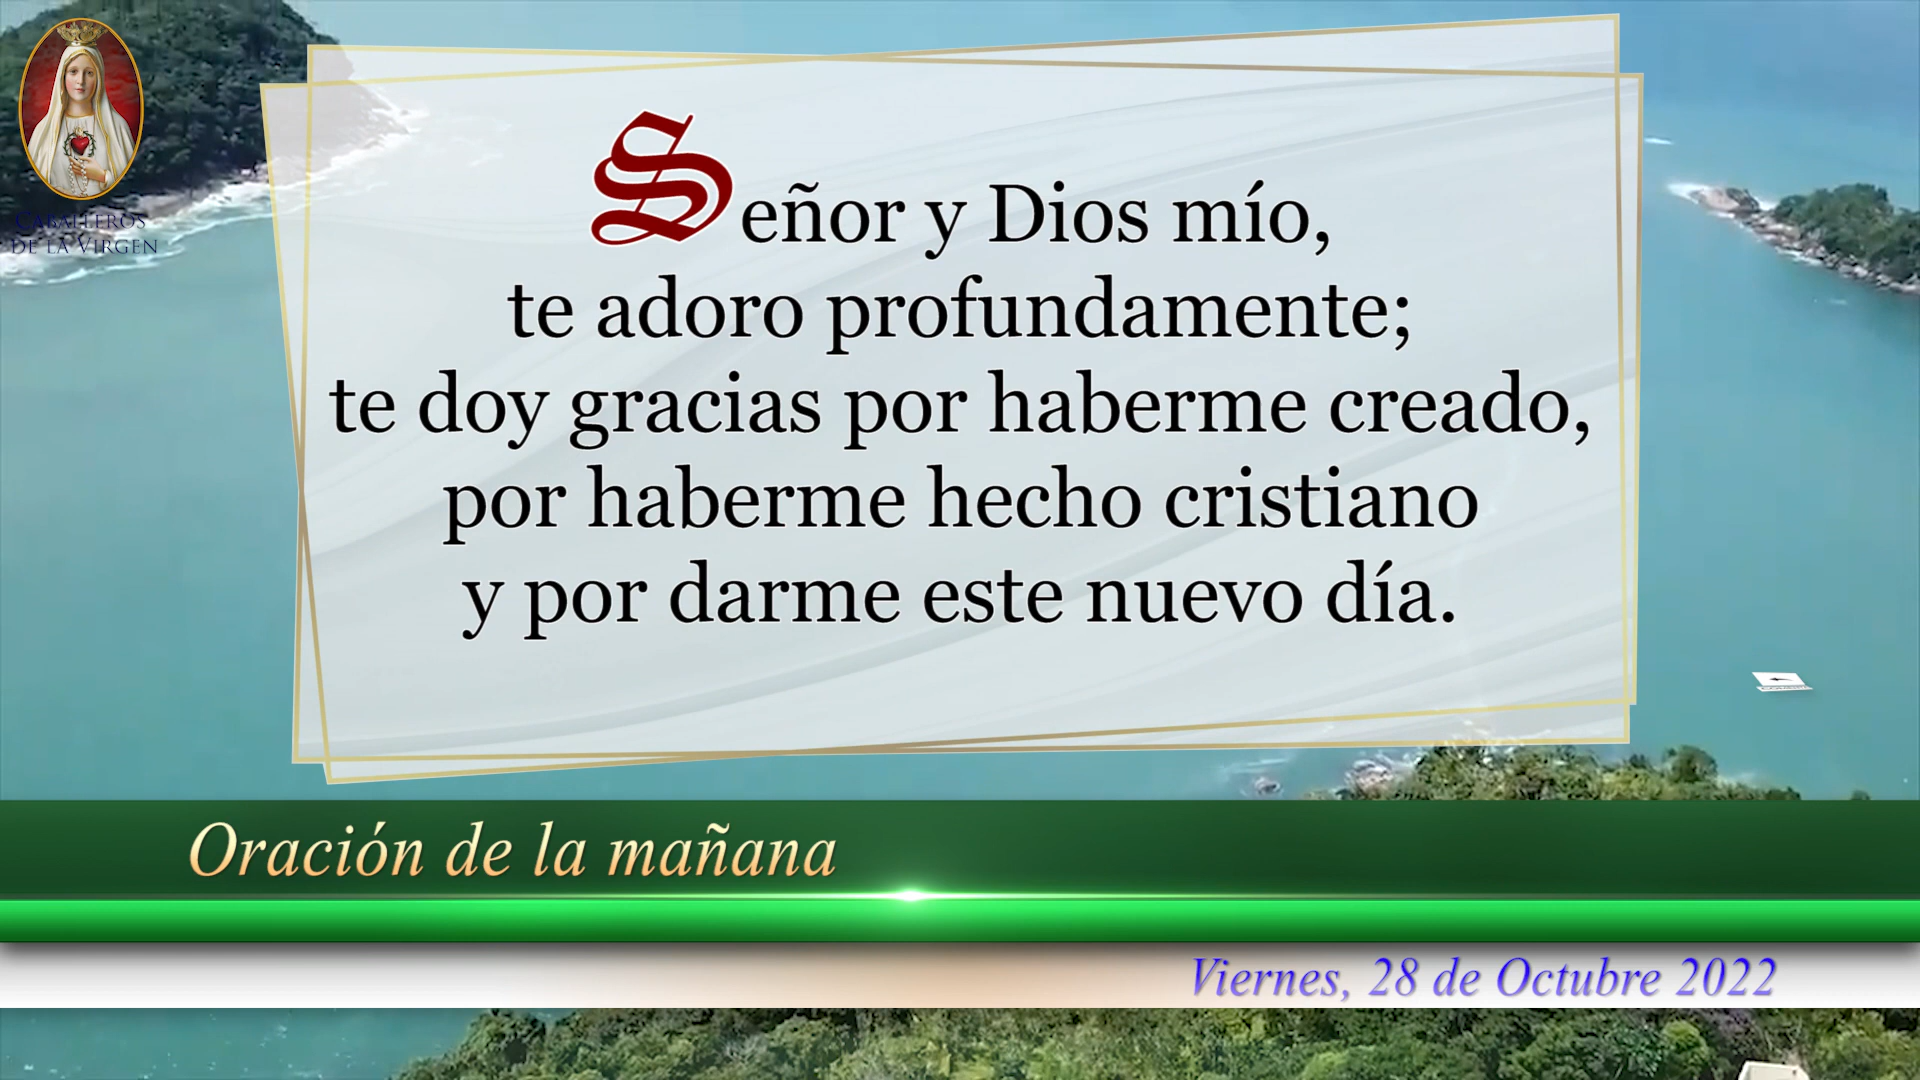 CABALLEROS
DE LA VIRGEN
Señor y Dios mío,
te adoro profundamente;
te doy gracias por haberme creado,
por haberme hecho cristiano
y por darme este nuevo día.
Oración de la mañana
Viernes, 28 de Octubre 2022